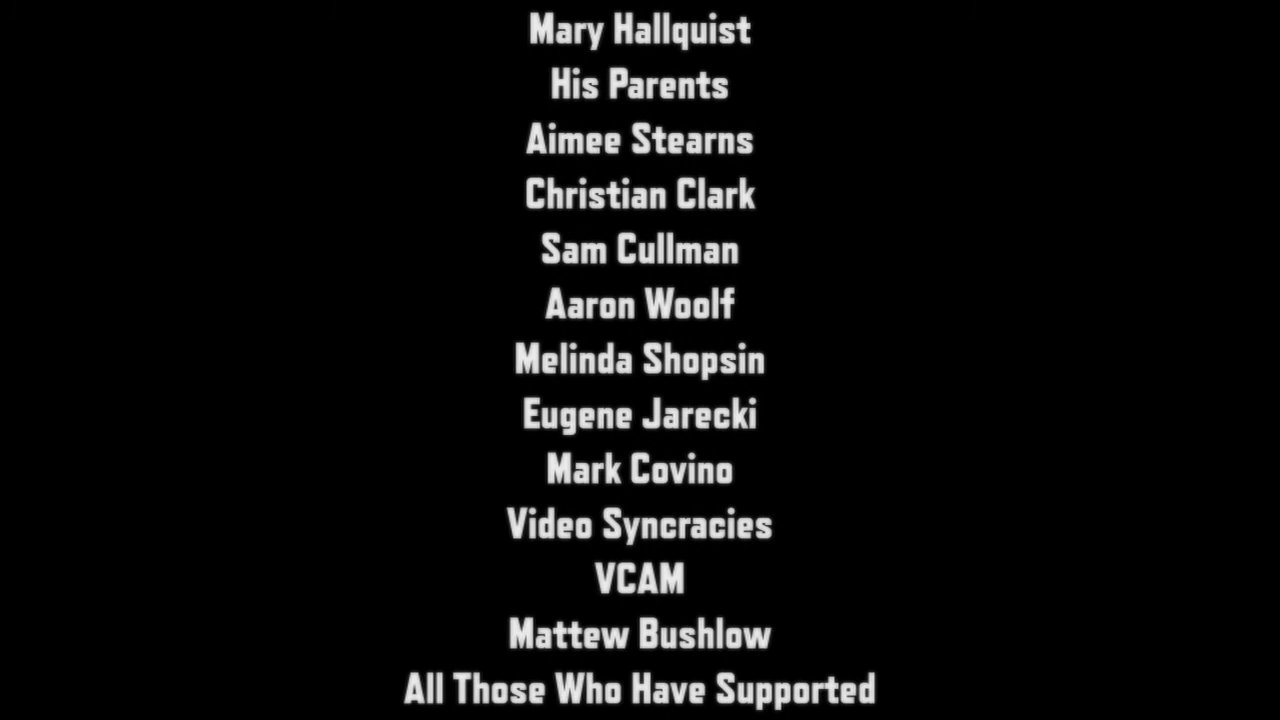 Mary Hallquist
His Parents
Aimee Stearns
Christian Clark
Sam Cullman
Aaron Woolf
Melinda Shopsin
Eugene Jarecki
Mark Covino
Video Syncracies
VCAM
Mattew Bushlow
All Those Who Have Supported